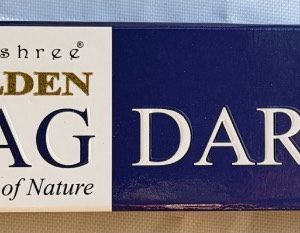 shree®
LDEN
AG DAR
of Nature